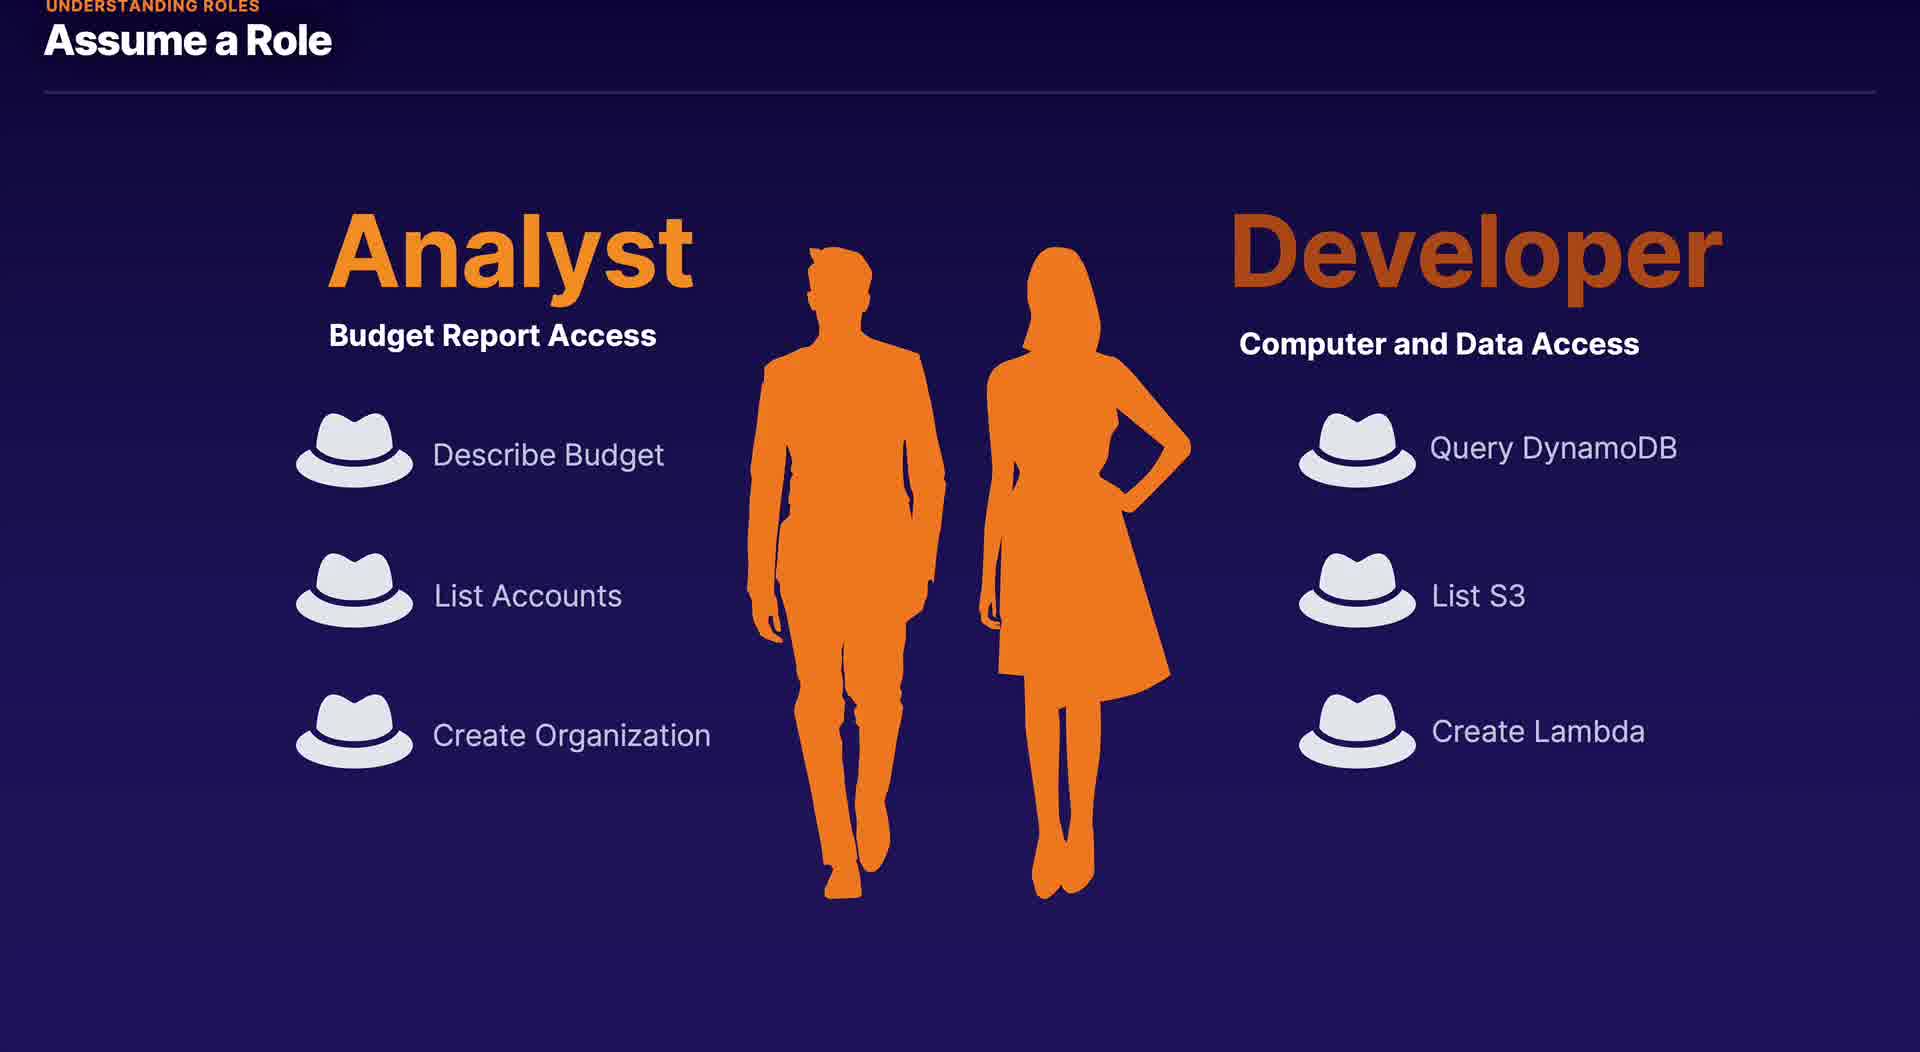 UNDERSTANDING ROLES
Assume a Role
Analyst
Budget Report Access
Describe Budget
List Accounts
Create Organization
Developer
Computer and Data Access
Query DynamoDB
List S3
Create Lambda